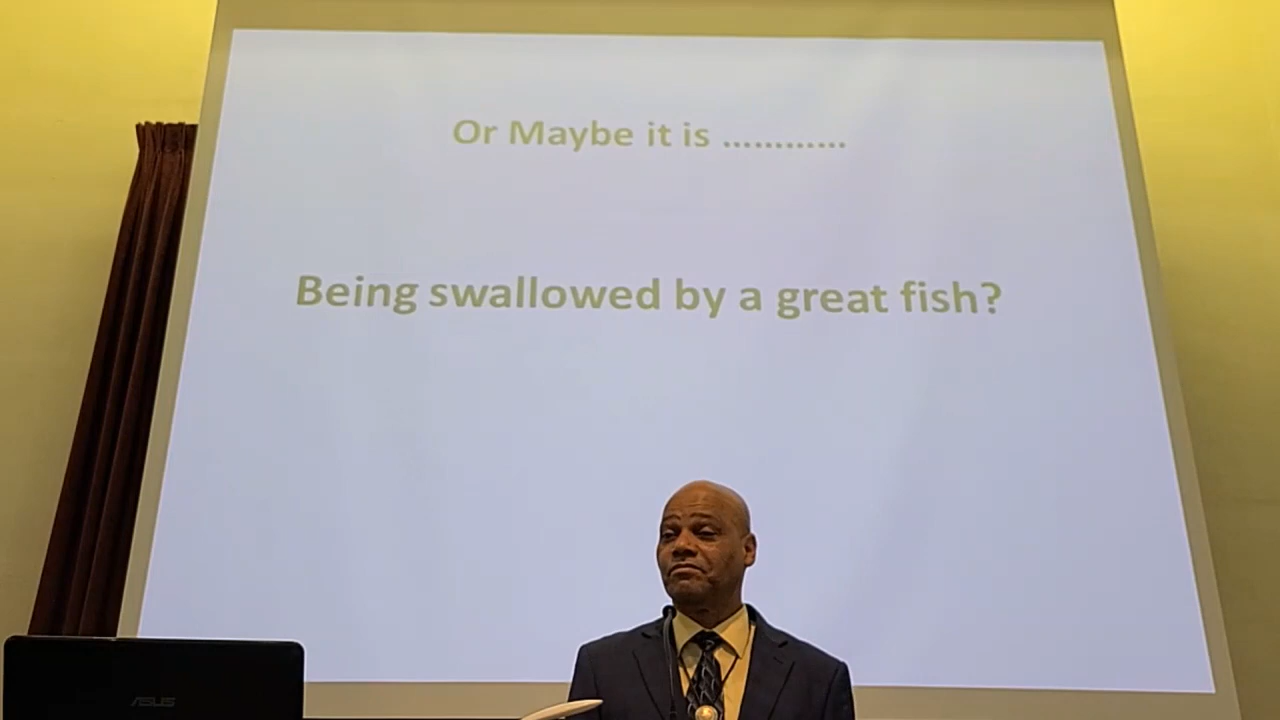 Or Maybe it is ............
Being swallowed by a great fish?
ASUS